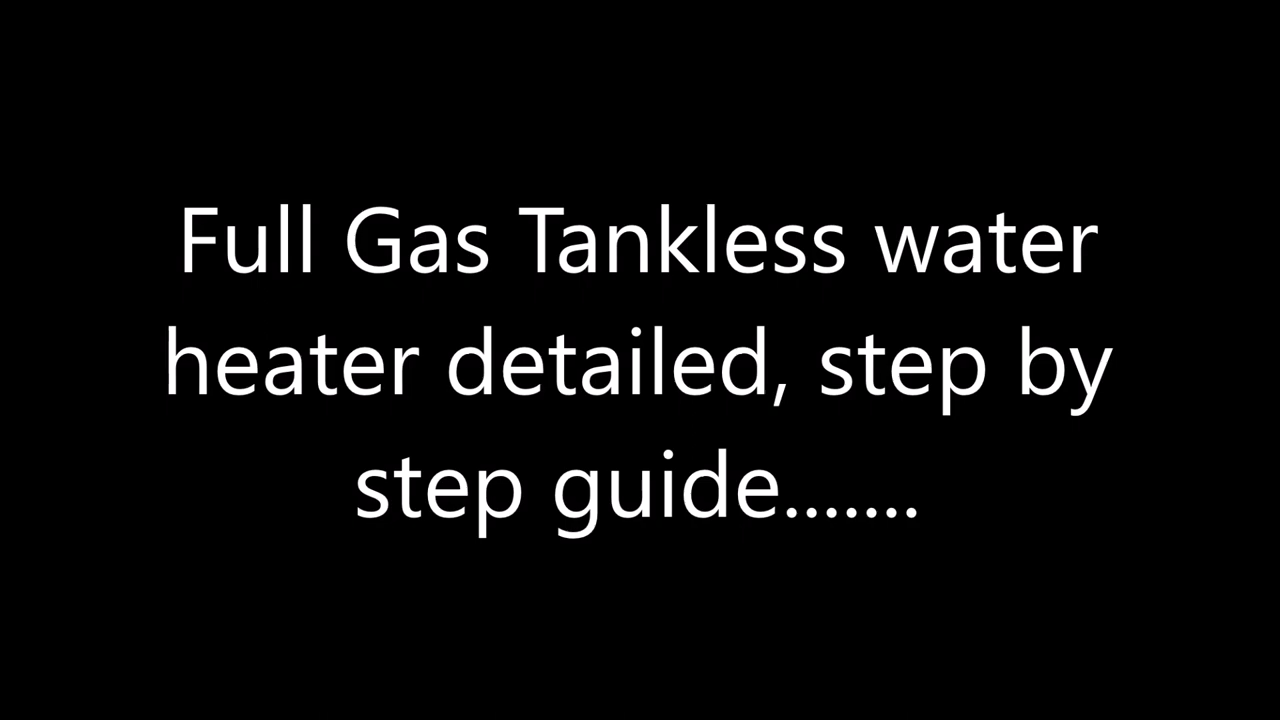 Full Gas Tankless water
heater detailed, step by
step guide.......